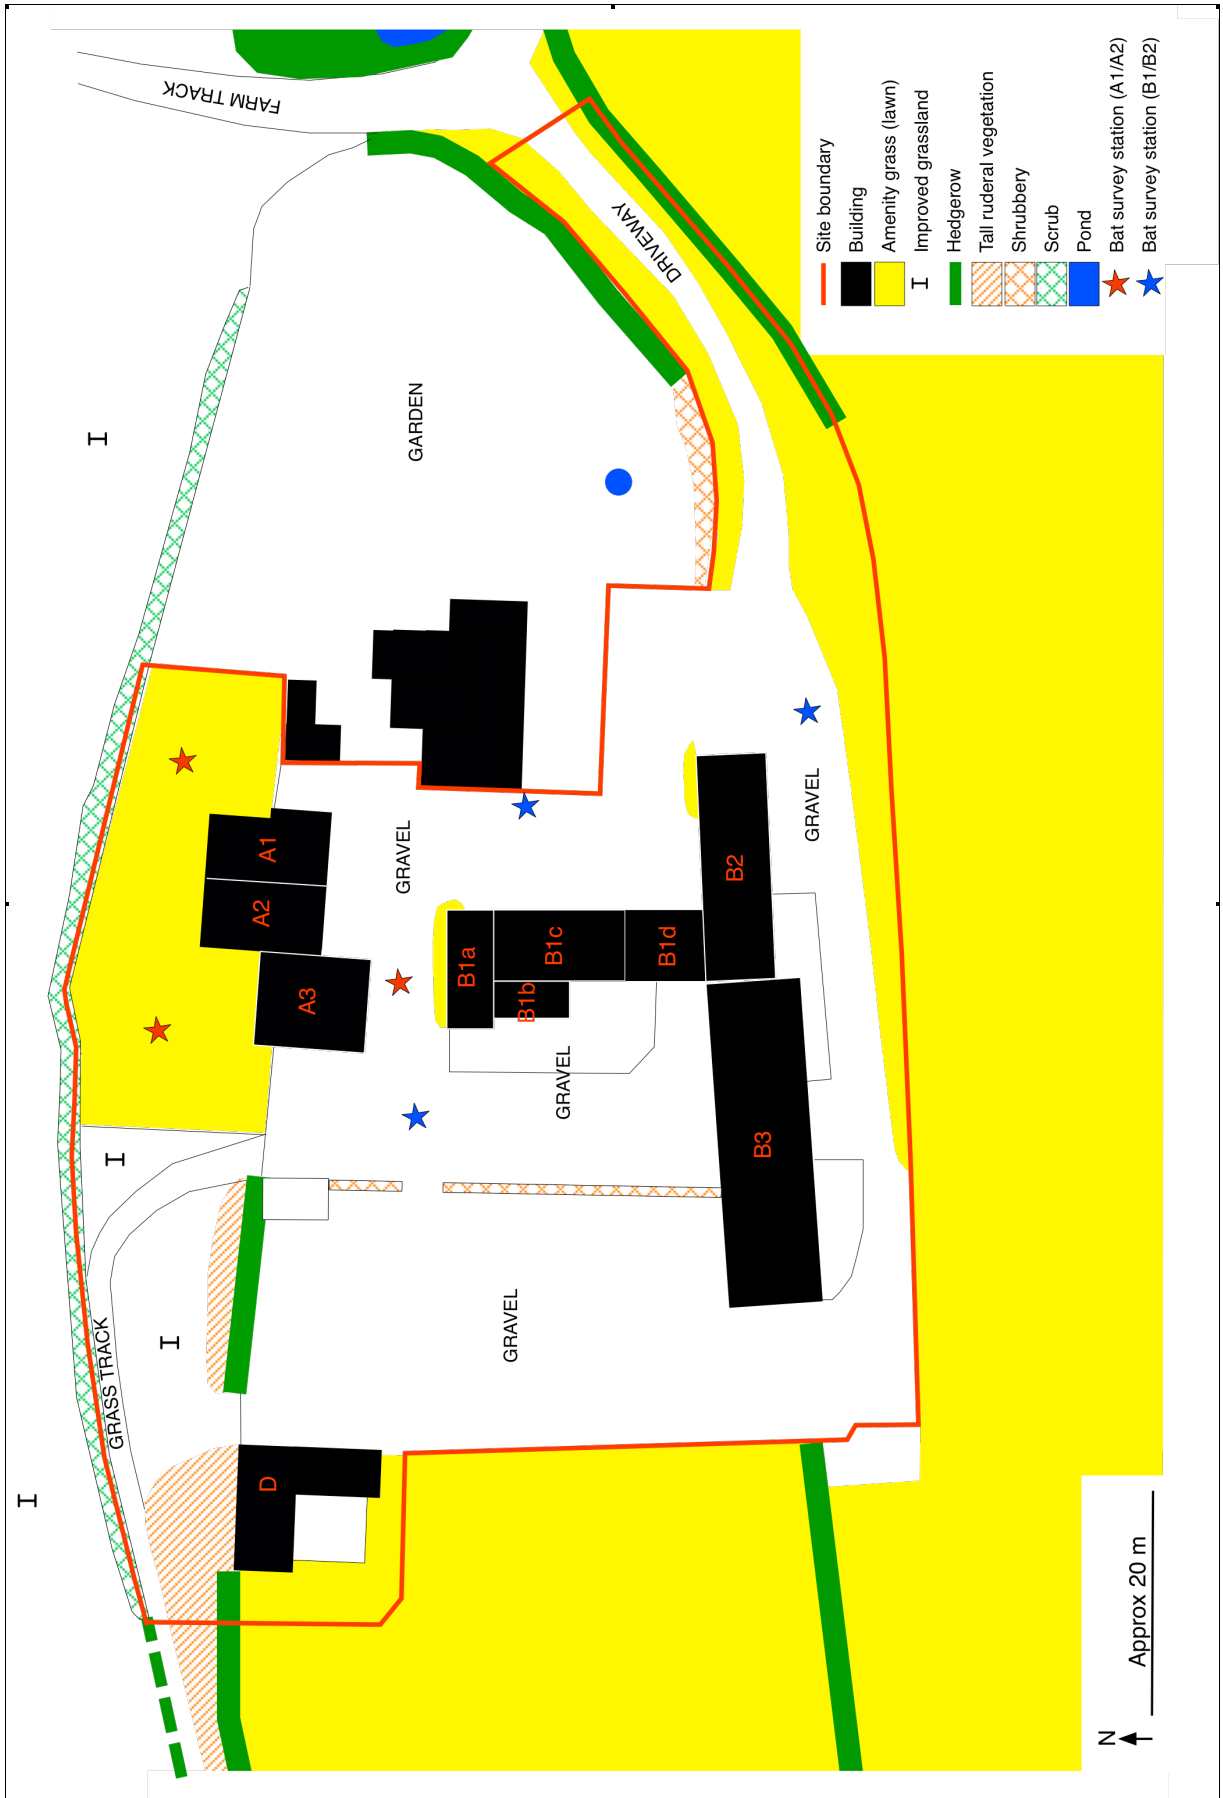 FARM TRACK
DRIVEWAY
GARDEN
Site boundary
Building
Amenity grass (lawn)
I Improved grassland
Hedgerow
Tall ruderal vegetation
Shrubbery
Scrub
Pond
Bat survey station (A1/A2)
Bat survey station (B1/B2)
I
A1
A2
A3
GRAVEL
B1a
B1b
B1c
B1d
B2
GRAVEL
B3
GRAVEL
I
I
GRASS TRACK
I
GRAVEL
D
Approx 20 m
N